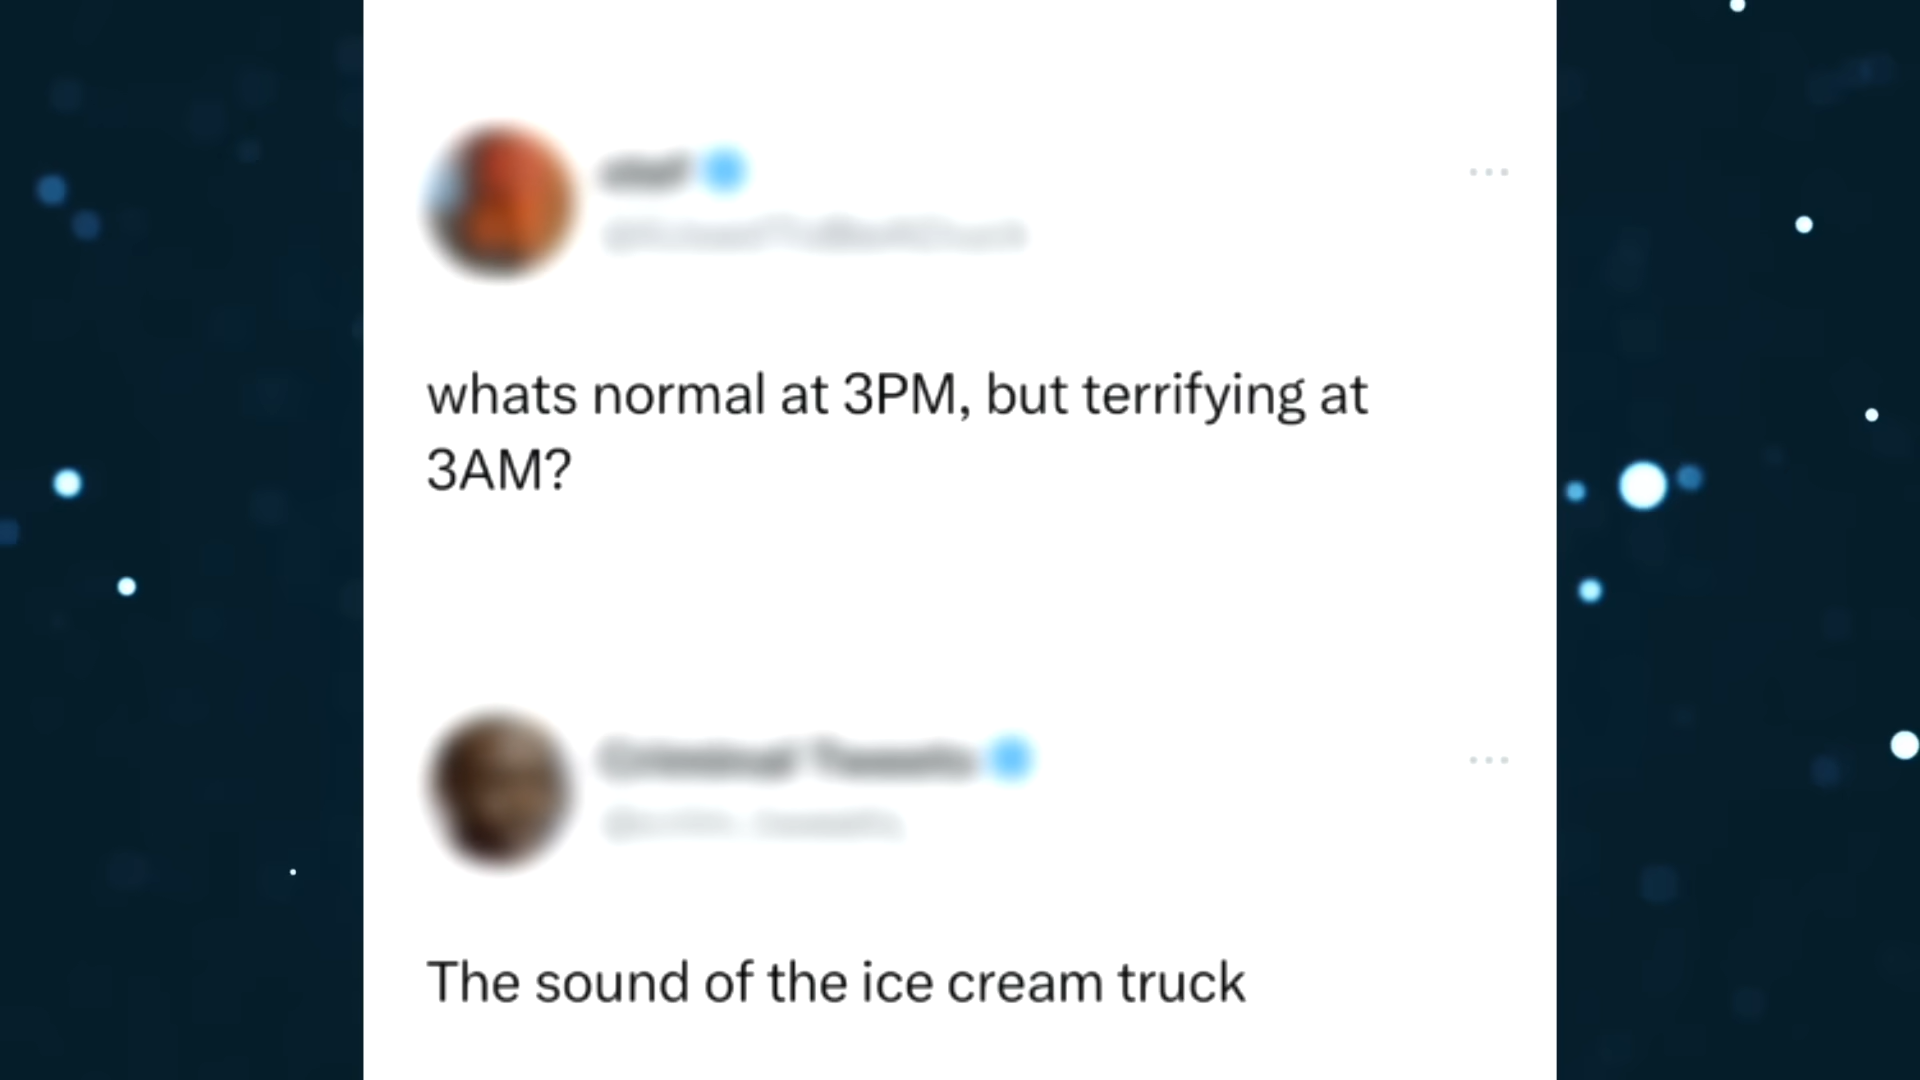 whats normal at 3PM, but terrifying at
3AM?
The sound of the ice cream truck